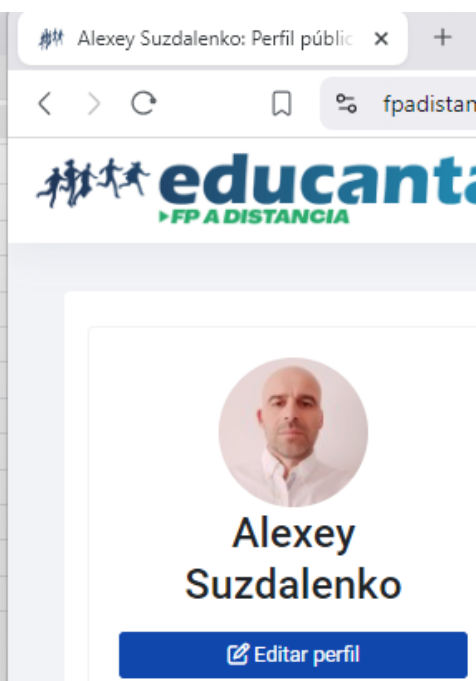 Alexey Suzdalenko: Perfil públic
fpadistan
educanta
FP A DISTANCIA
Alexey
Suzdalenko
Editar perfil